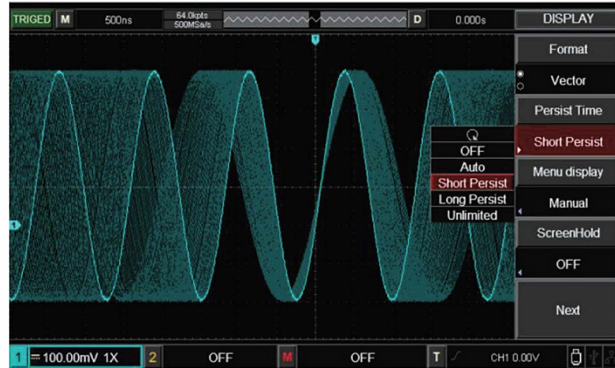 TRIGED M 500ns 64.0kpts D 0.000s DISPLAY
500MSa/s
T
Format
Vector
Persist Time
OFF
Short Persist
Auto
Short Persist
Menu display
Long Persist
Manual
Unlimited
1
ScreenHold
OFF
Next
1 100.00mV 1X 2 OFF M OFF T CH1 0.00V